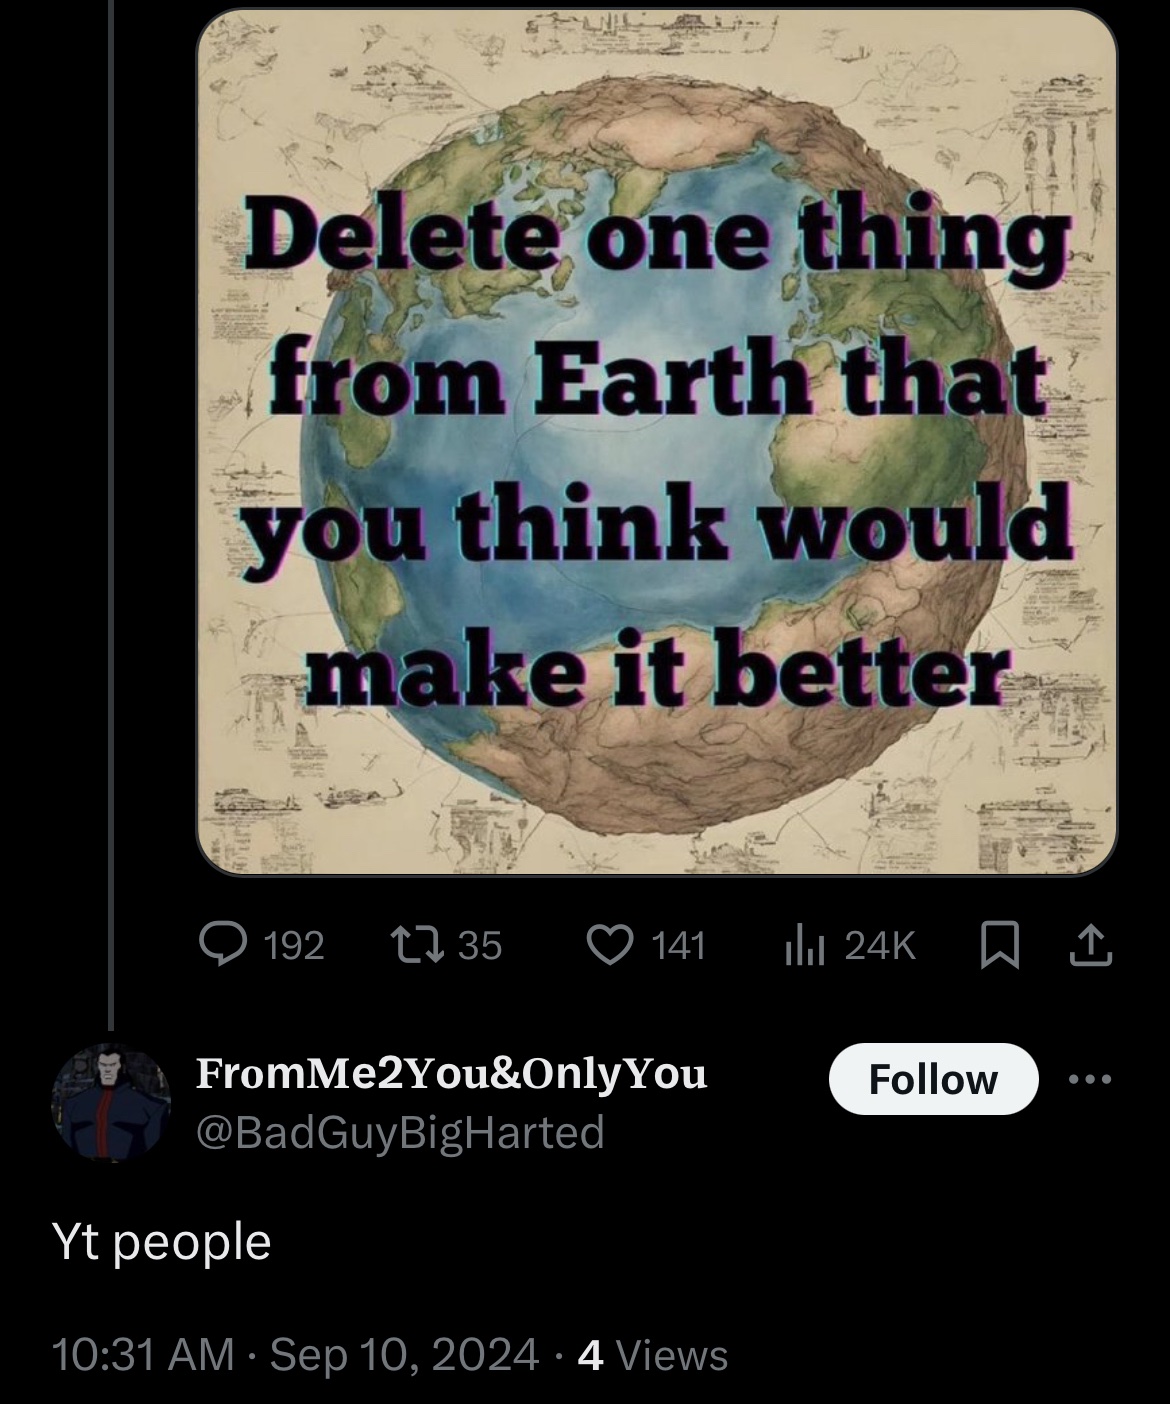 Delete one thing
from Earth that
you think would
make it better
192 35 141 24K
FromMe2You&OnlyYou
Follow
@BadGuyBigHarted
Yt people
10:31 AM · Sep 10, 2024 · 4 Views